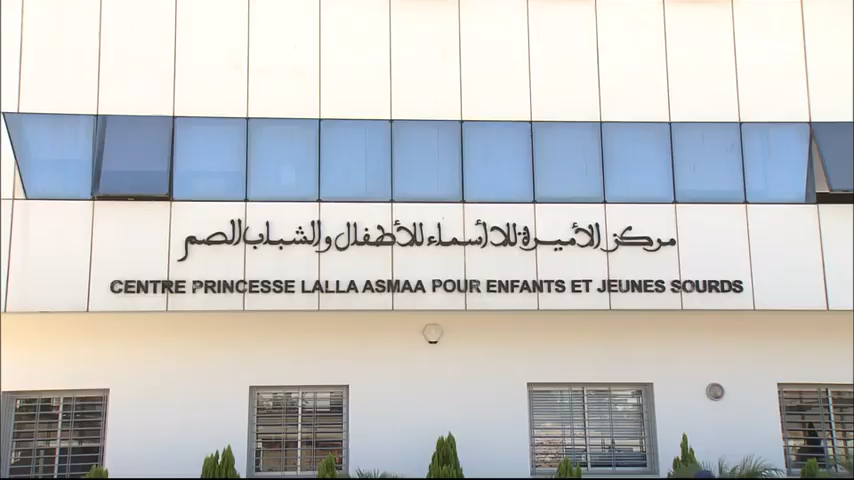 مركز الأميرة للا أسماء للأطفال والشباب الصم
CENTRE PRINCESSE LALLA ASMAA POUR ENFANTS ET JEUNES SOURDS